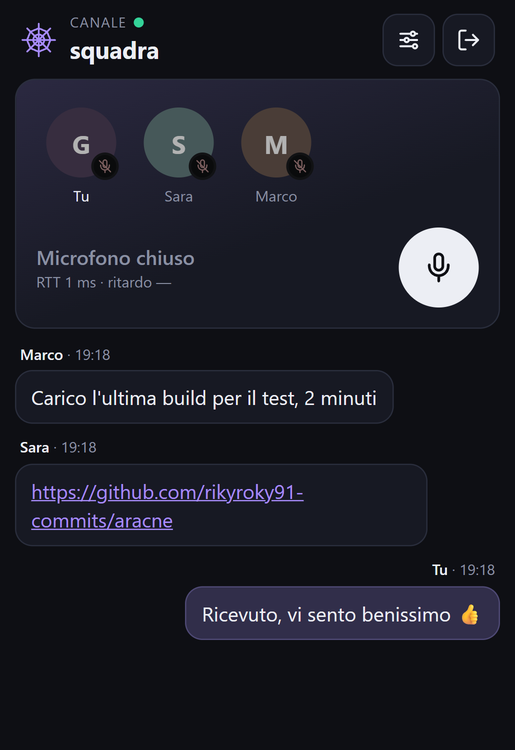 CANALE
squadra
G
S
M
Tu
Sara
Marco
Microfono chiuso
RTT 1 ms · ritardo —
Marco · 19:18
Carico l'ultima build per il test, 2 minuti
Sara · 19:18
https://github.com/rikyroky91-
commits/aracne
Tu · 19:18
Ricevuto, vi sento benissimo 👍